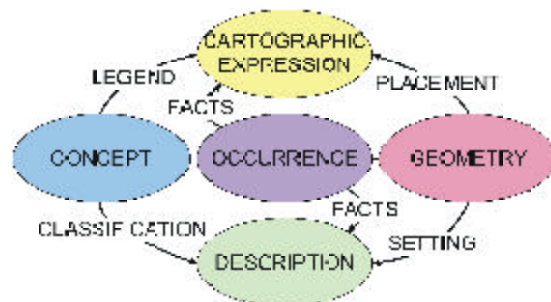 CARTOGRAPHIC
EXPRESSION
LEGEND
PLACEMENT
FACTS
CONCEPT
OCCURRENCE
GEOMETRY
FACTS
CLASSIFICATION
SETTING
DESCRIPTION